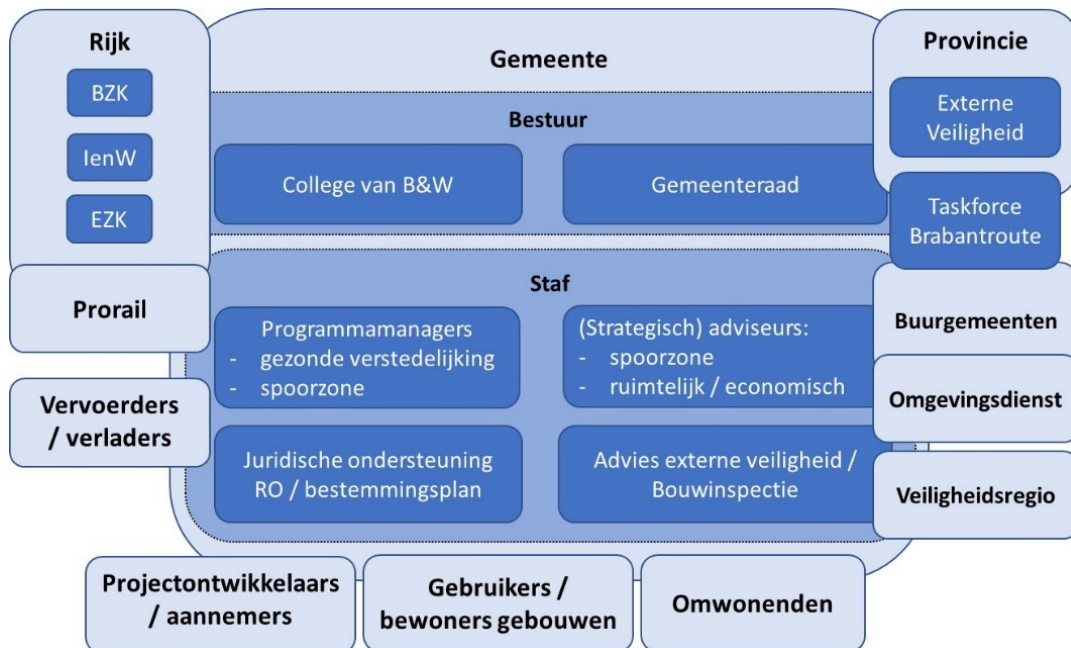 Rijk
BZK
IenW
EZK
Prorail
Vervoerders
/ verladers
Gemeente
Bestuur
College van B&W
Gemeenteraad
Staf
Programmamanagers
- gezonde verstedelijking
- spoorzone
(Strategisch) adviseurs:
- spoorzone
- ruimtelijk / economisch
Juridische ondersteuning
RO / bestemmingsplan
Advies externe veiligheid /
Bouwinspectie
Provincie
Externe
Veiligheid
Taskforce
Brabantroute
Buurgemeenten
Omgevingsdienst
Veiligheidsregio
Projectontwikkelaars
/ aannemers
Gebruikers /
bewoners gebouwen
Omwonenden